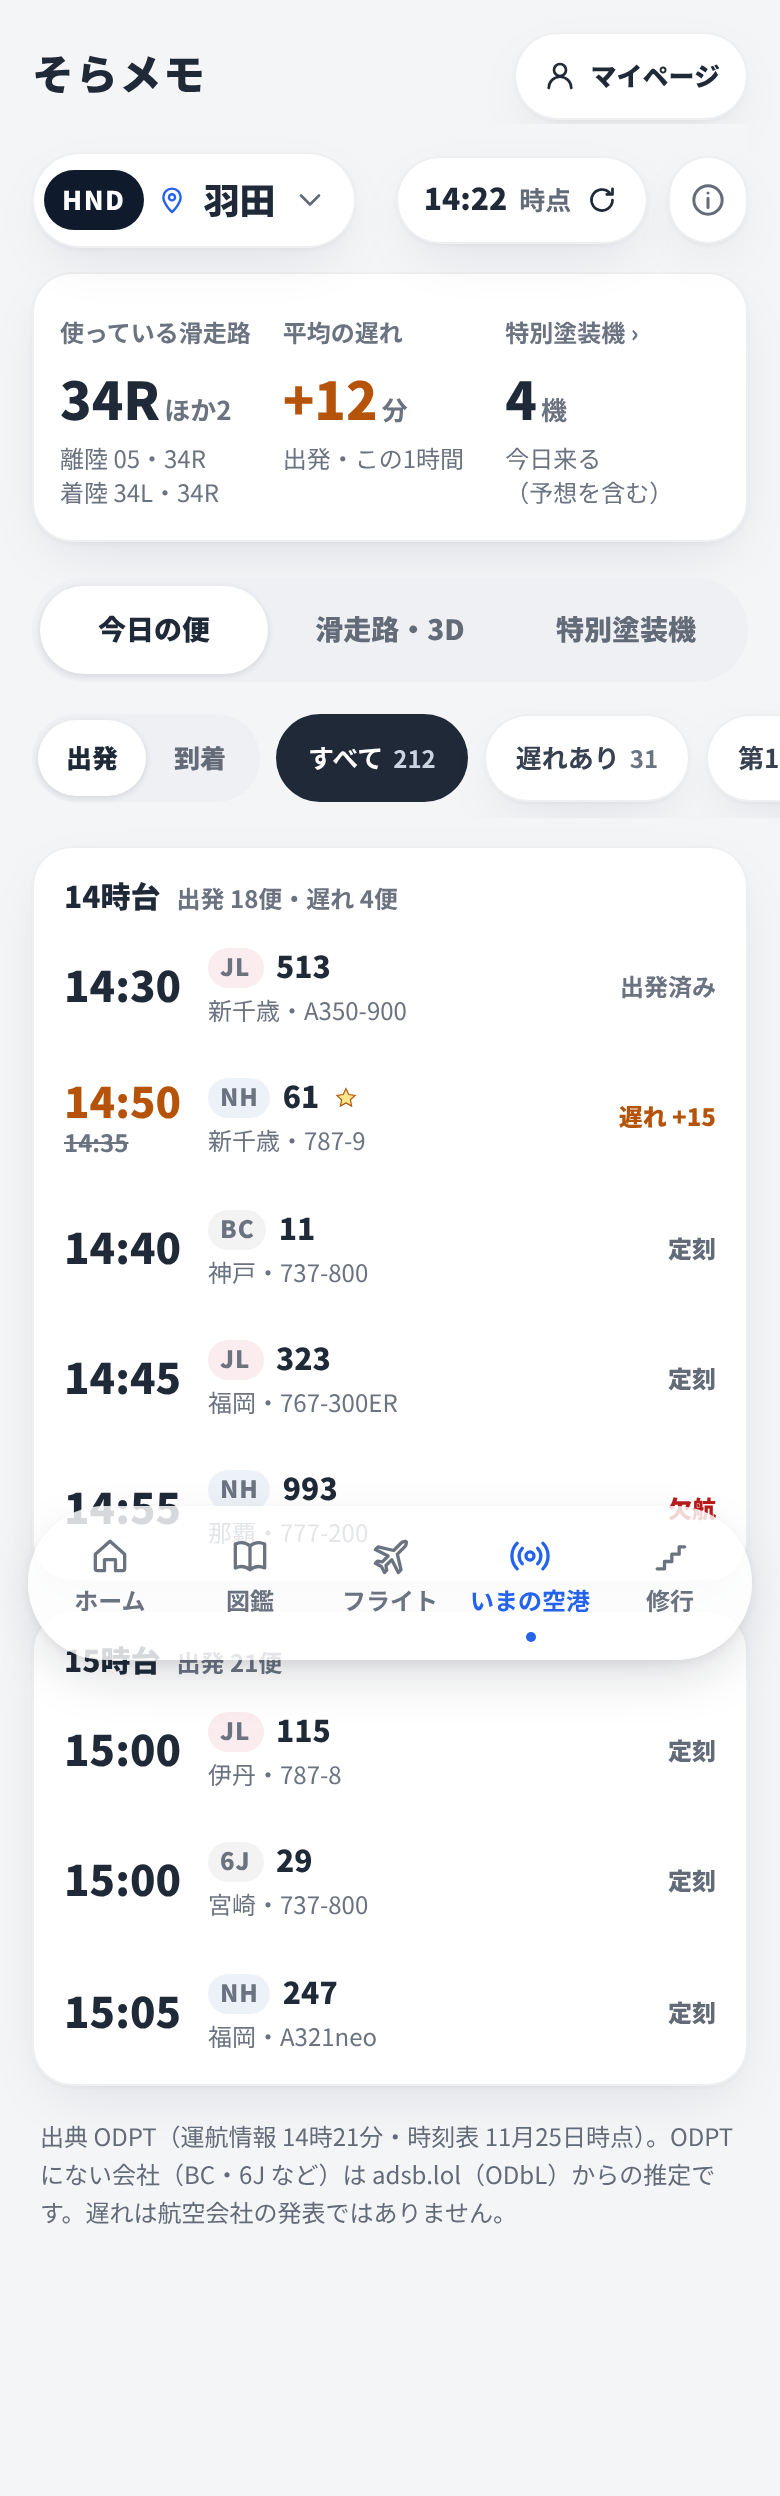 そらメモ
マイページ
HND 羽田
14:22 時点
使っている滑走路
34R ほか2
離陸 05・34R
着陸 34L・34R
平均の遅れ
+12 分
出発・この1時間
特別塗装機 ›
4 機
今日来る
（予想を含む）
今日の便 滑走路・3D 特別塗装機
出発 到着 すべて 212 遅れあり 31 第1
14時台 出発 18便・遅れ 4便
14:30 JL 513 出発済み
新千歳・A350-900
14:50 NH 61 遅れ +15
14:35 新千歳・787-9
14:40 BC 11 定刻
神戸・737-800
14:45 JL 323 定刻
福岡・767-300ER
14:55 NH 993 欠航
那覇・777-200
ホーム 図鑑 フライト いまの空港 修行
15時台 出発 21便
15:00 JL 115 定刻
伊丹・787-8
15:00 6J 29 定刻
宮崎・737-800
15:05 NH 247 定刻
福岡・A321neo
出典 ODPT（運航情報 14時21分・時刻表 11月25日時点）。ODPT
にない会社（BC・6J など）は adsb.lol（ODbL）からの推定で
す。遅れは航空会社の発表ではありません。